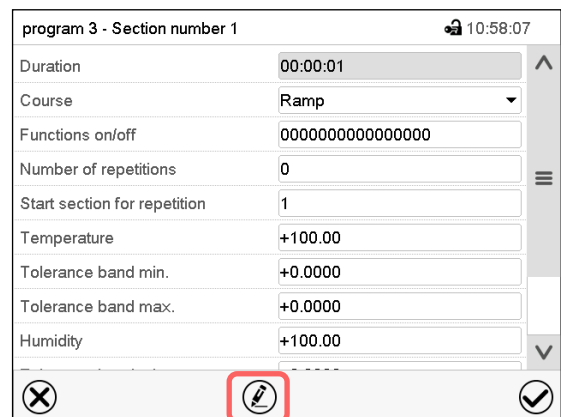 program 3 - Section number 1 10:58:07
Duration 00:00:01
Course Ramp
Functions on/off 0000000000000000
Number of repetitions 0
Start section for repetition 1
Temperature +100.00
Tolerance band min. +0.0000
Tolerance band max. +0.0000
Humidity +100.00